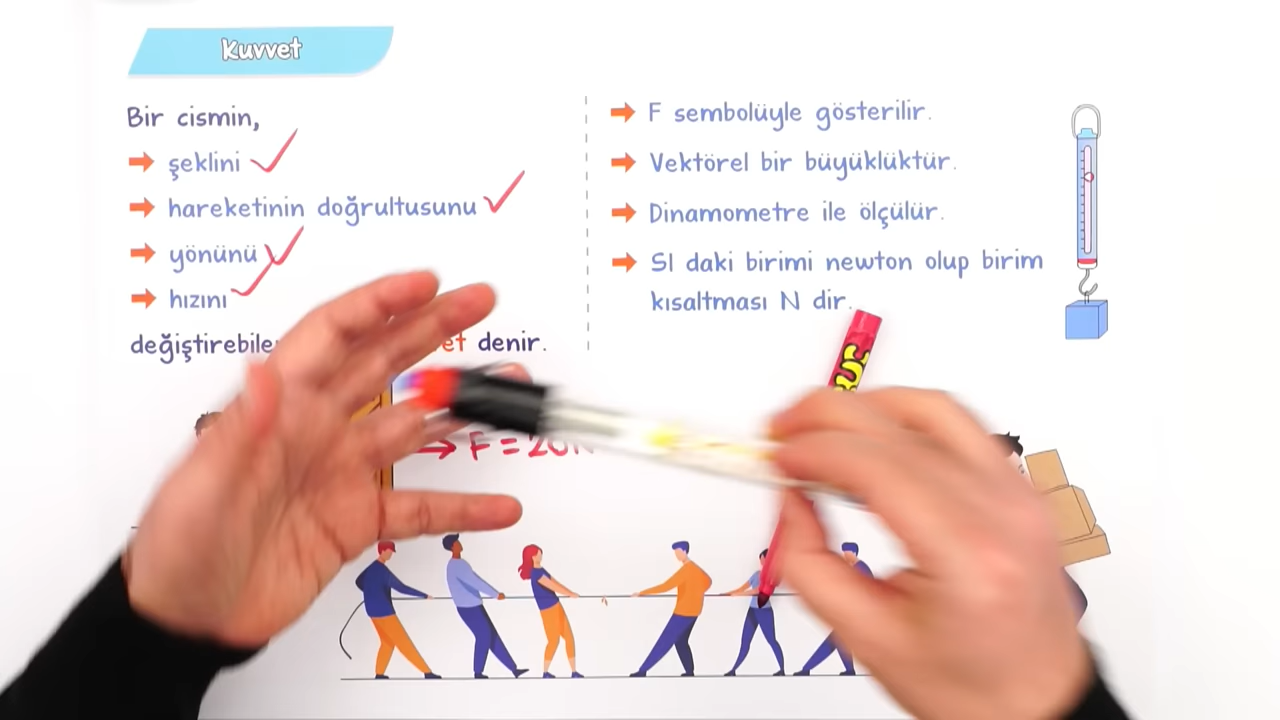 Kuvvet
Bir cismin,
şeklini
hareketinin doğrultusunu
yönünü
hızını
denir.
F sembolüyle gösterilir.
Vektörel bir büyüklüktür.
Dinamometre ile ölçülür.
SI daki birimi newton olup birim
kısaltması N dir.
F = 20N